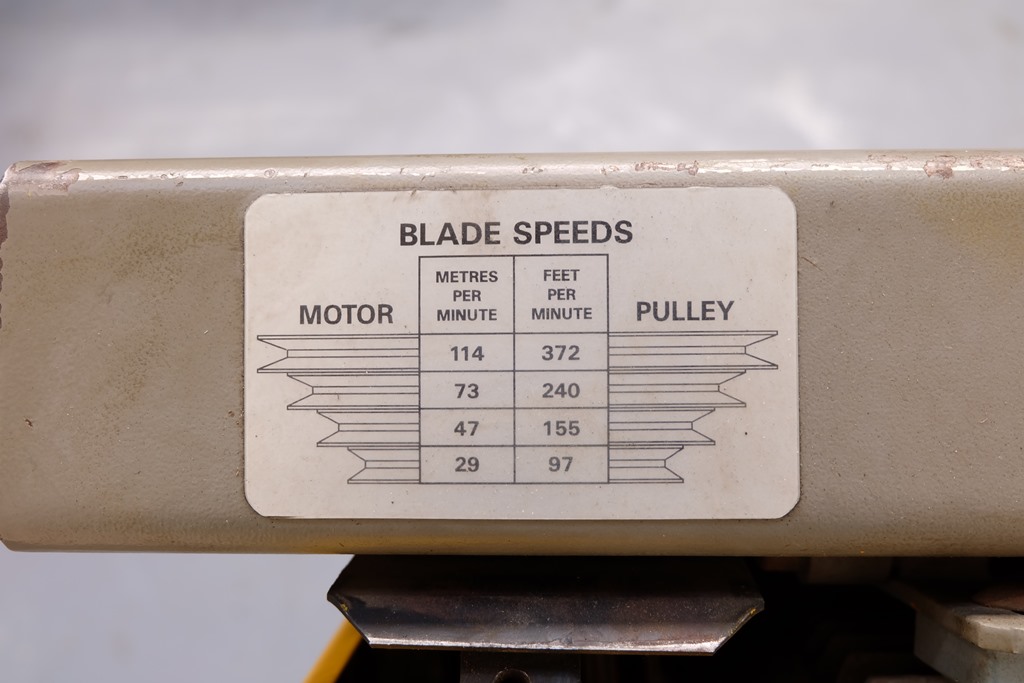 BLADE SPEEDS
METRES PER MINUTE FEET PER MINUTE
MOTOR PULLEY
114 372
73 240
47 155
29 97